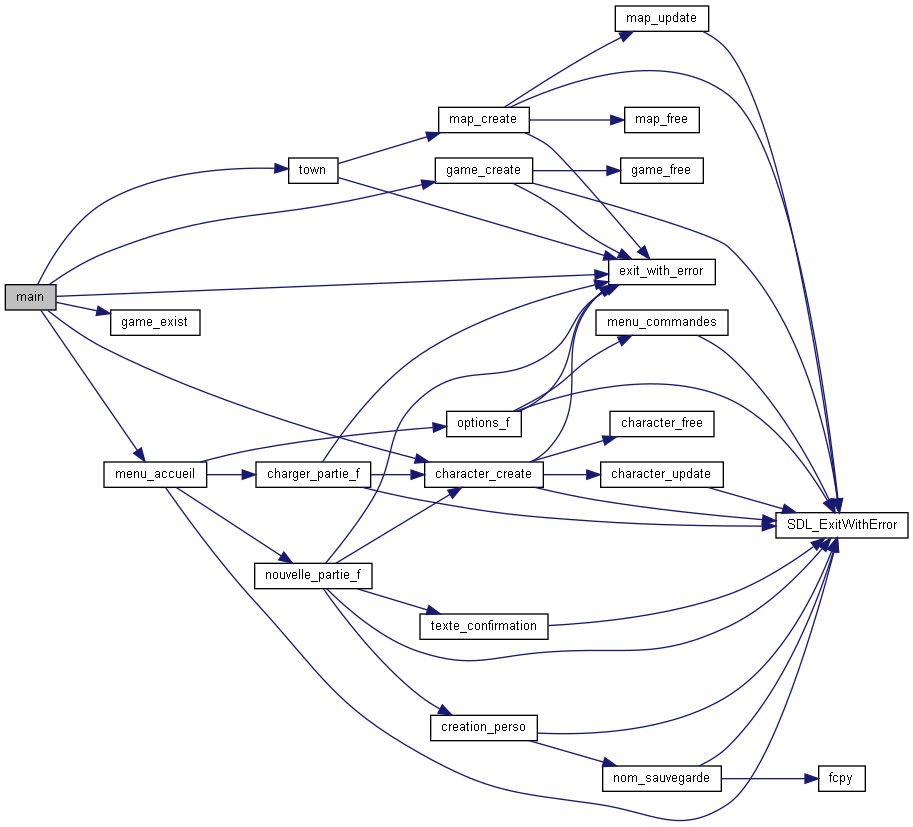 map_update
map_create
map_free
town
game_create
game_free
exit_with_error
main
game_exist
menu_commandes
options_f
character_free
menu_accueil
charger_partie_f
character_create
character_update
SDL_ExitWithError
nouvelle_partie_f
texte_confirmation
creation_perso
nom_sauvegarde
fcpy